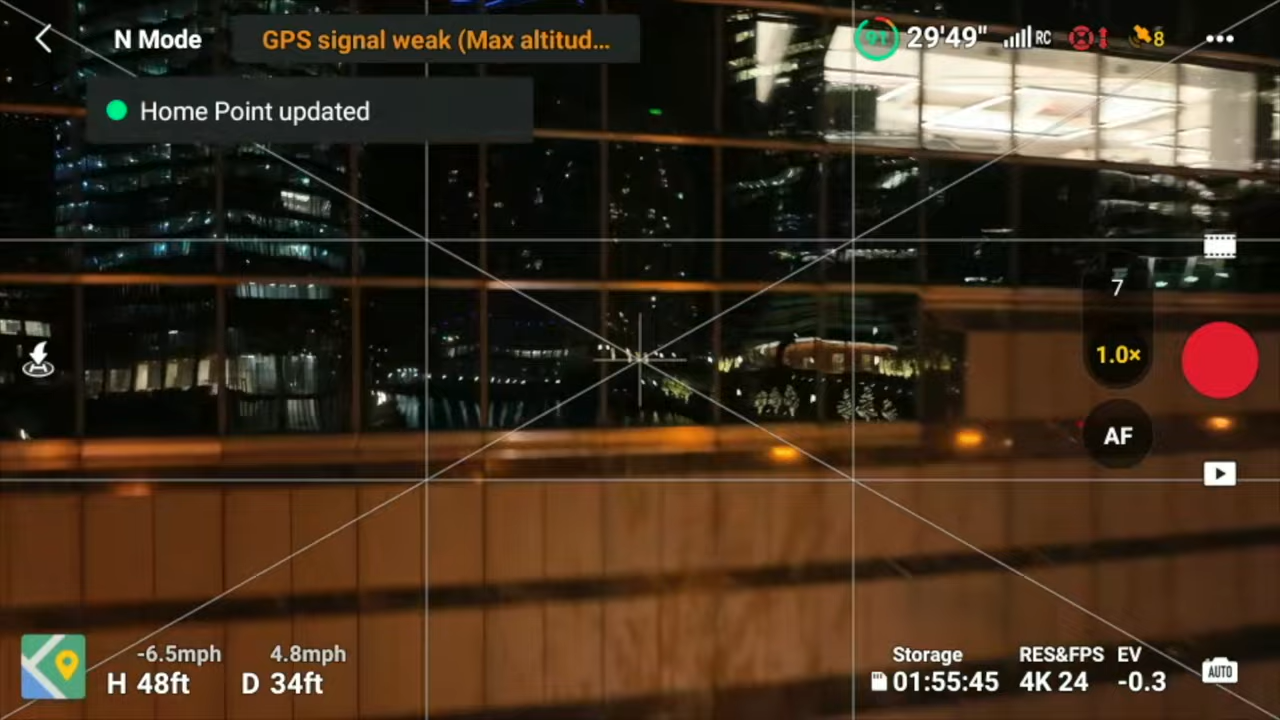 N Mode
GPS signal weak (Max altitud...
91
29'49"
RC
8
Home Point updated
7
1.0×
AF
-6.5mph
4.8mph
H 48ft
D 34ft
Storage
RES&FPS
EV
01:55:45
4K 24
-0.3
AUTO